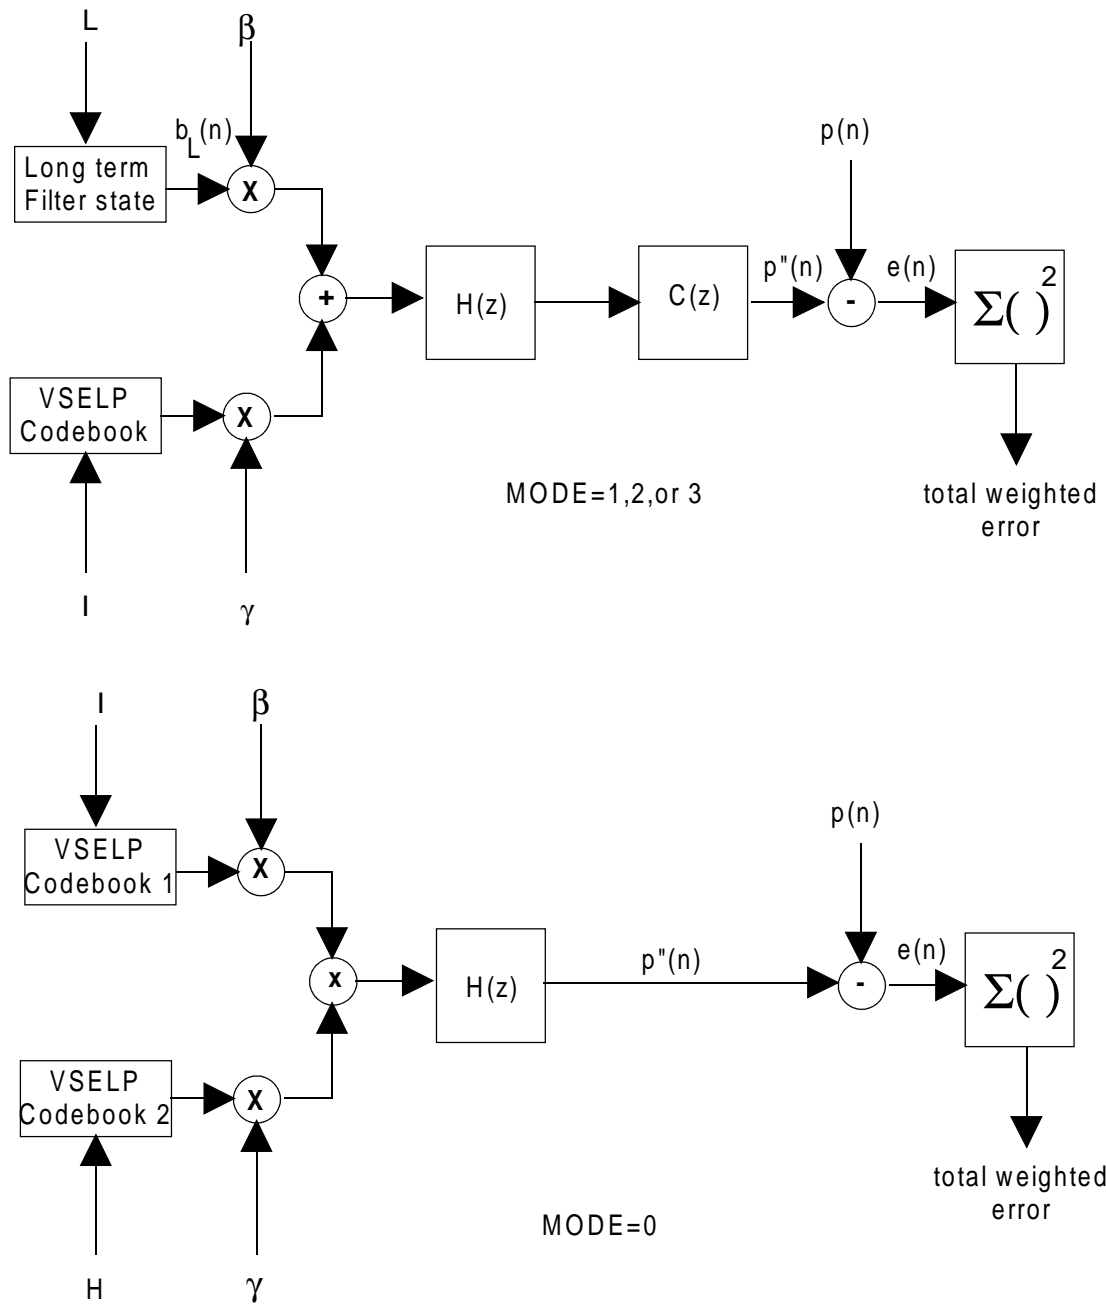 L
β
b_L(n)
p(n)
Long term
Filter state
X
+
H(z)
C(z)
p"(n)
-
e(n)
Σ( )²
VSELP
Codebook
X
MODE=1,2,or 3
total weighted
error
I
γ
I
β
p(n)
VSELP
Codebook 1
X
x
H(z)
p"(n)
-
e(n)
Σ( )²
VSELP
Codebook 2
X
total weighted
error
MODE=0
H
γ